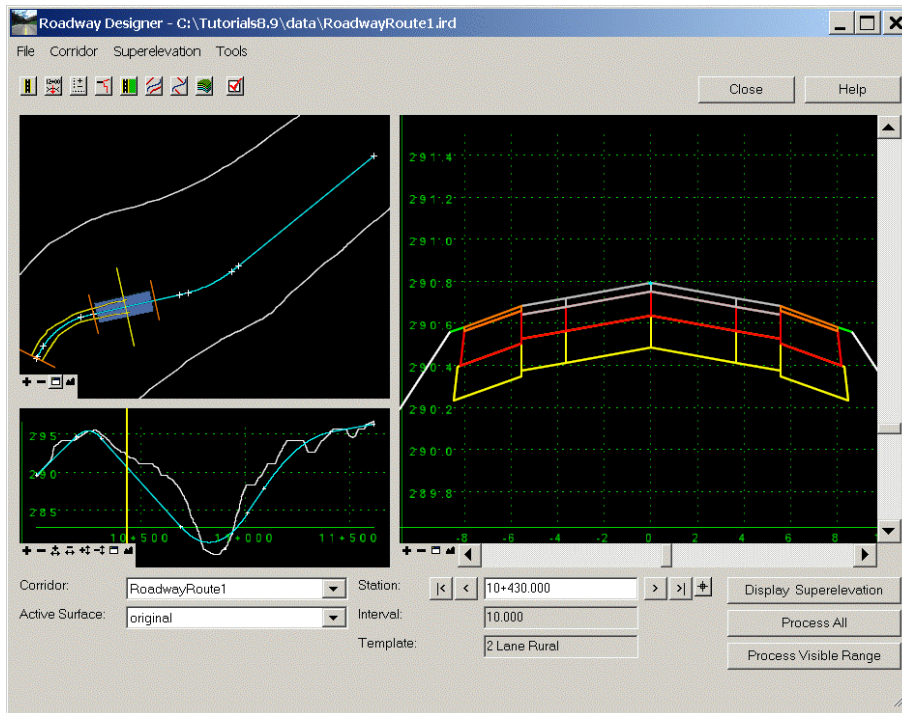 Roadway Designer - C:\Tutorials8.9\data\RoadwayRoute1.ird
File Corridor Superelevation Tools
Close Help
291.4
291.2
291.0
290.8
290.6
290.4
290.2
290.0
289.8
-8 -6 -4 -2 0 2 4 6 8
295
290
285
10+500 11+000 11+500
Corridor: RoadwayRoute1 Station: |< < 10+430.000 > >| Display Superelevation
Active Surface: original Interval: 10.000 Process All
Template: 2 Lane Rural Process Visible Range